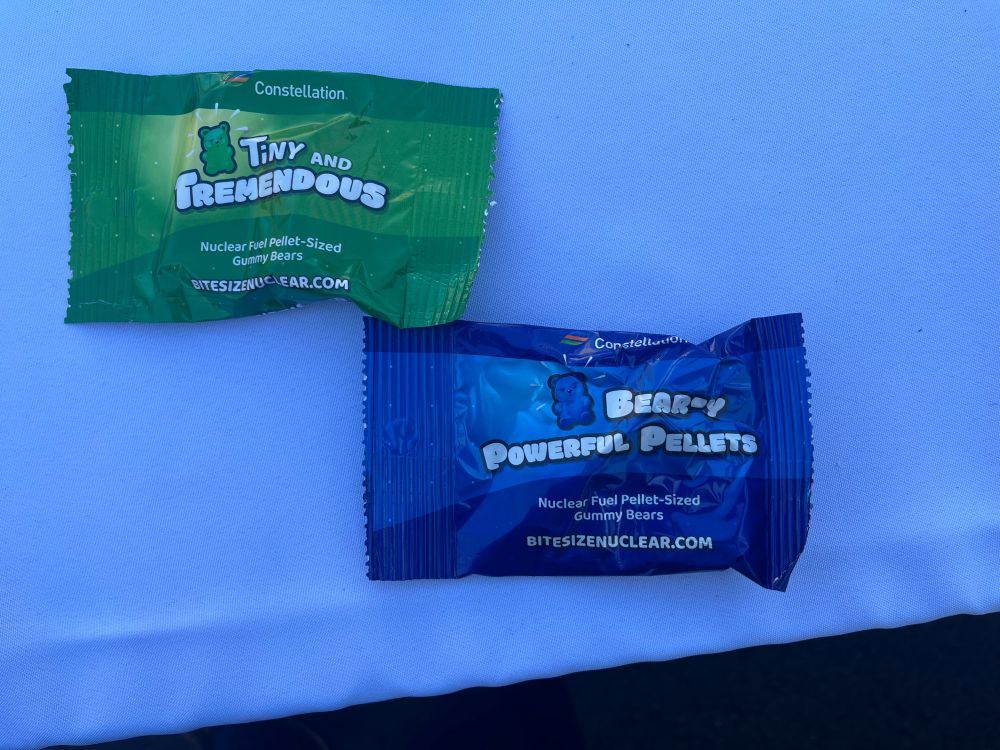 Constellation.
TINY AND
TREMENDOUS
Nuclear Fuel Pellet-Sized
Gummy Bears
BITESIZENUCLEAR.COM
Constellation
BEAR-Y
POWERFUL PELLETS
Nuclear Fuel Pellet-Sized
Gummy Bears
BITESIZENUCLEAR.COM